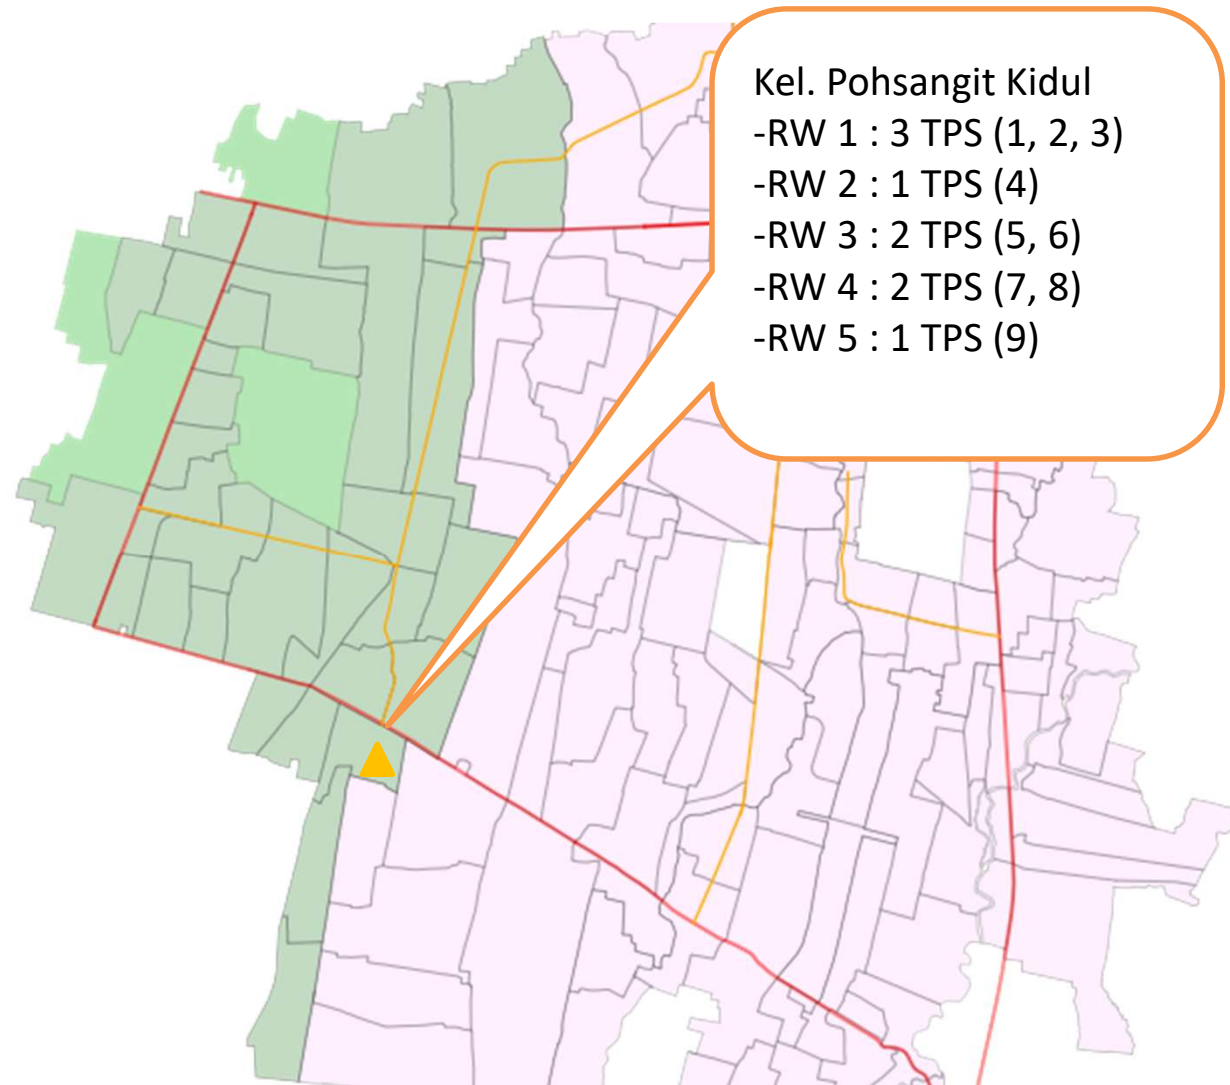 Kel. Pohsangit Kidul
-RW 1 : 3 TPS (1, 2, 3)
-RW 2 : 1 TPS (4)
-RW 3 : 2 TPS (5, 6)
-RW 4 : 2 TPS (7, 8)
-RW 5 : 1 TPS (9)